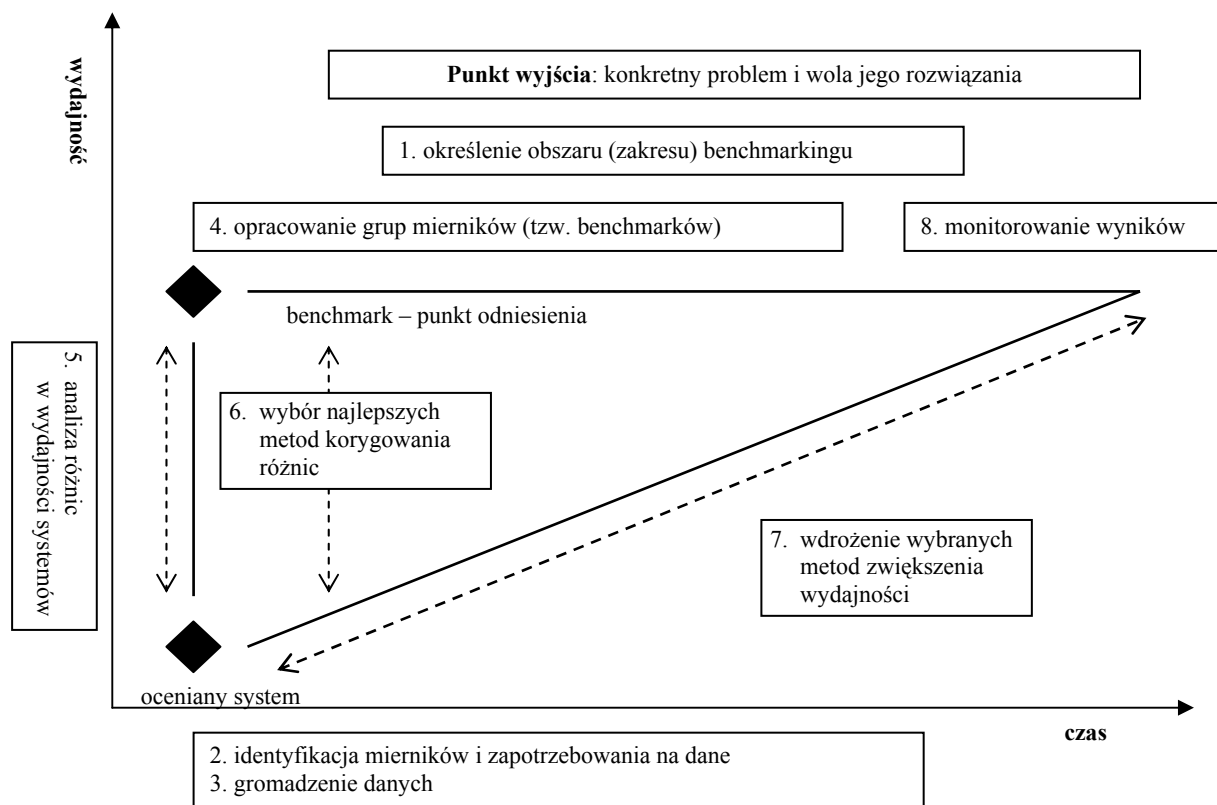 wydajność
Punkt wyjścia: konkretny problem i wola jego rozwiązania
1. określenie obszaru (zakresu) benchmarkingu
4. opracowanie grup mierników (tzw. benchmarków)
8. monitorowanie wyników
benchmark – punkt odniesienia
5. analiza różnic
w wydajności systemów
6. wybór najlepszych
metod korygowania
różnic
7. wdrożenie wybranych
metod zwiększenia
wydajności
oceniany system
czas
2. identyfikacja mierników i zapotrzebowania na dane
3. gromadzenie danych